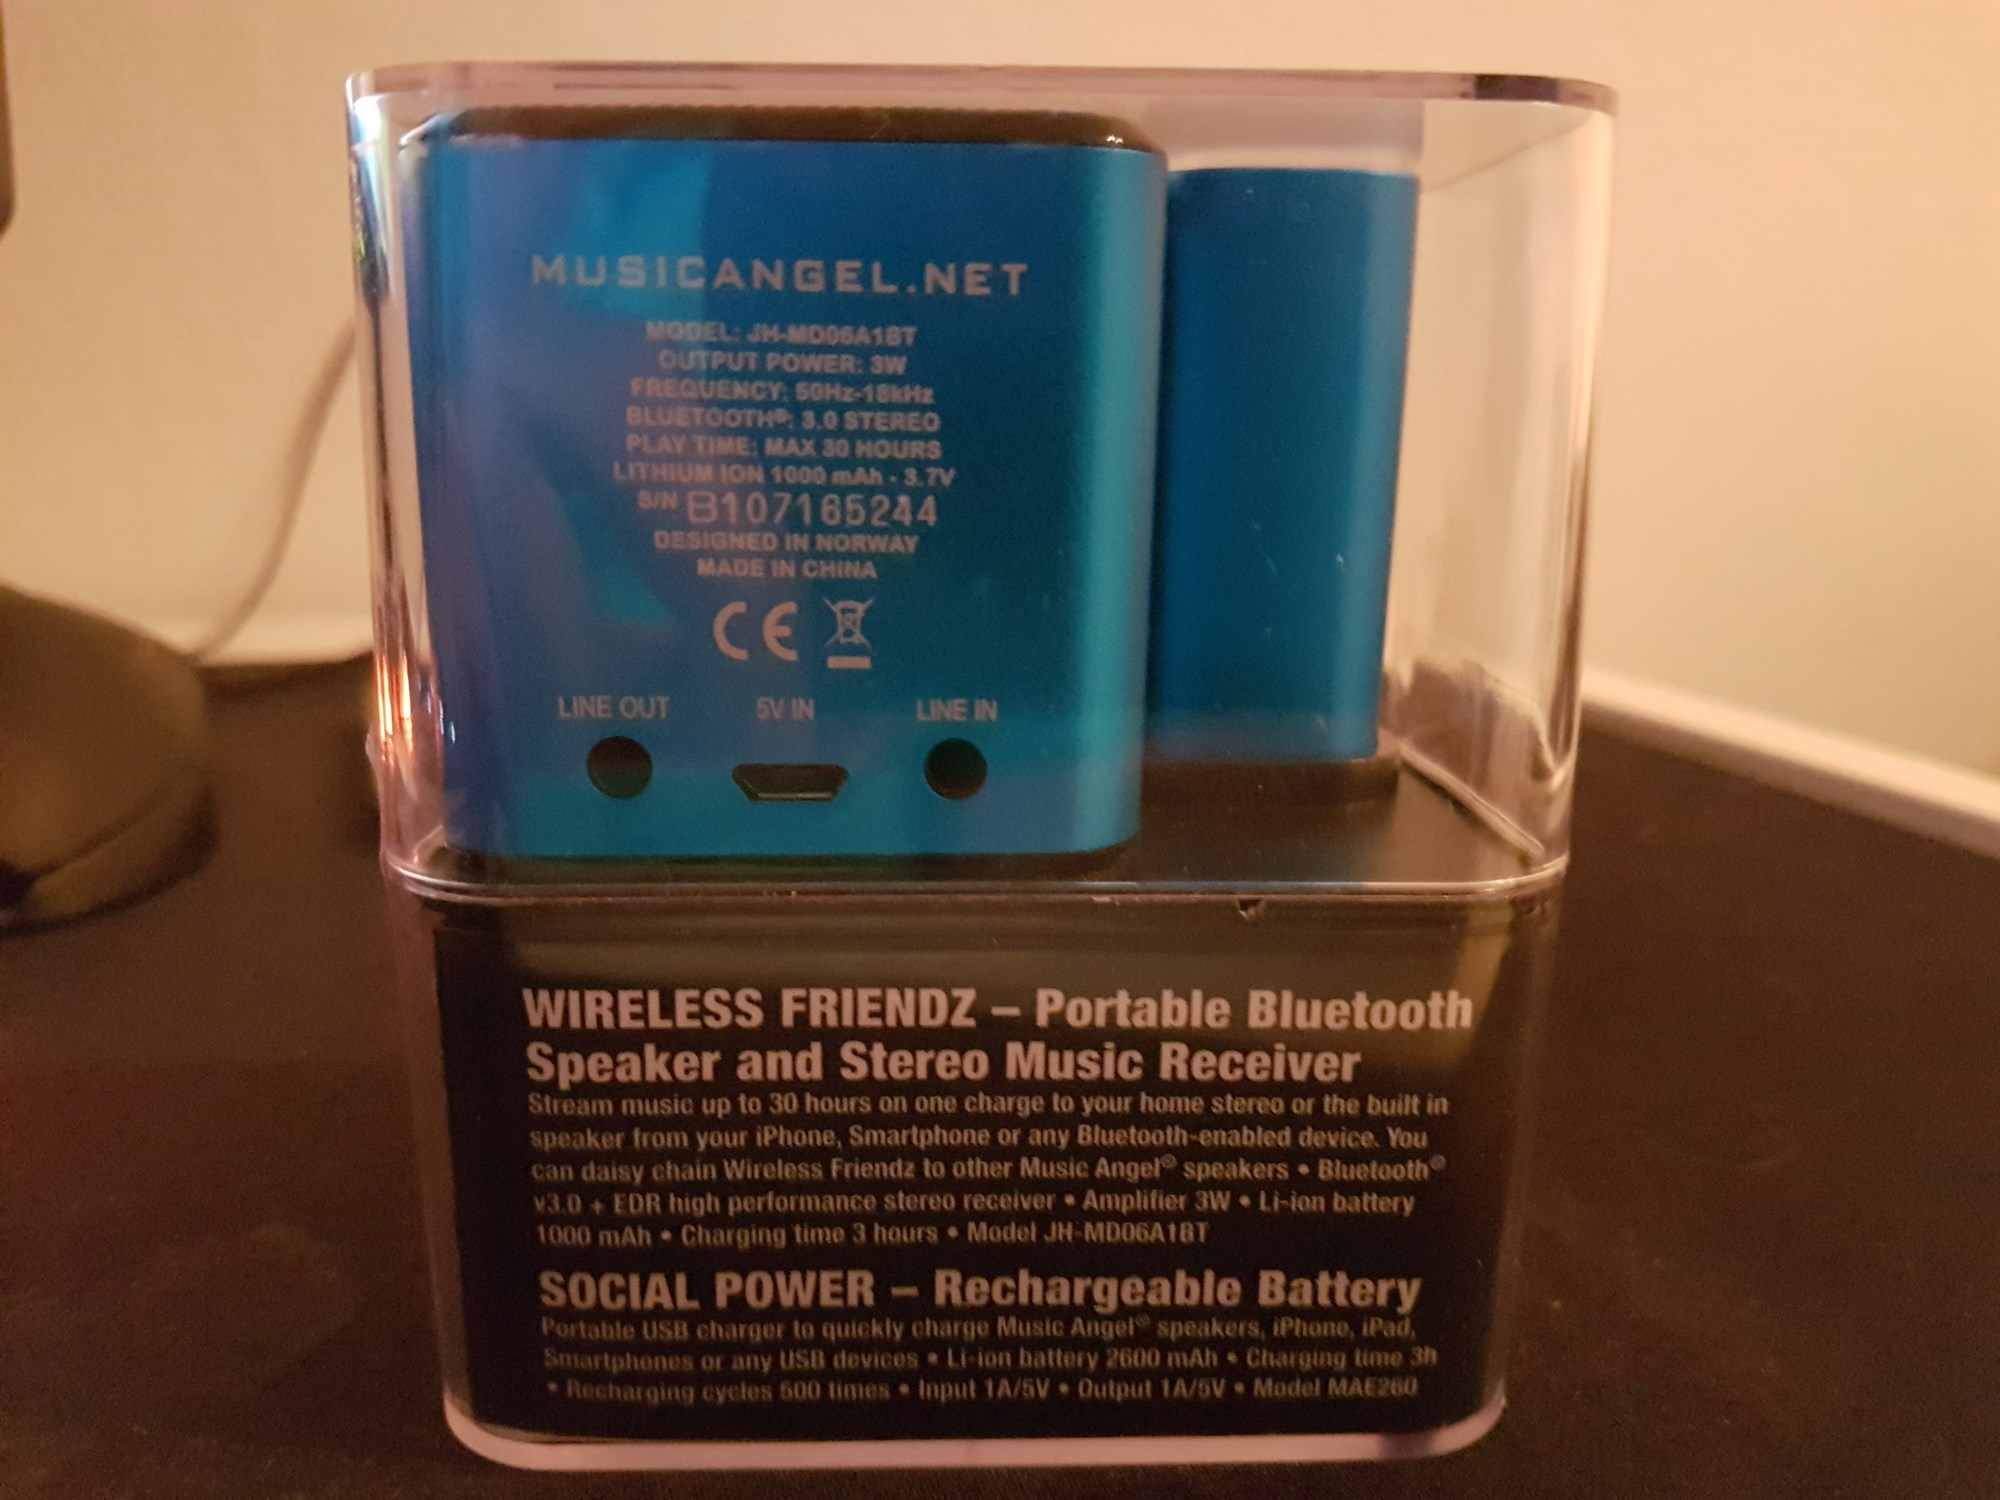 MUSICANGEL.NET
MODEL: JH-MD06A1BT
OUTPUT POWER: 3W
FREQUENCY: 50Hz-18kHz
BLUETOOTH®: 3.0 STEREO
PLAY TIME: MAX 30 HOURS
LITHIUM ION 1000 mAh - 3.7V
S/N B107165244
DESIGNED IN NORWAY
MADE IN CHINA
CE
LINE OUT 5V IN LINE IN
WIRELESS FRIENDZ – Portable Bluetooth
Speaker and Stereo Music Receiver
Stream music up to 30 hours on one charge to your home stereo or the built in
speaker from your iPhone, Smartphone or any Bluetooth-enabled device. You
can daisy chain Wireless Friendz to other Music Angel® speakers • Bluetooth®
v3.0 + EDR high performance stereo receiver • Amplifier 3W • Li-ion battery
1000 mAh • Charging time 3 hours • Model JH-MD06A1BT
SOCIAL POWER – Rechargeable Battery
Portable USB charger to quickly charge Music Angel® speakers, iPhone, iPad,
Smartphones or any USB devices • Li-ion battery 2600 mAh • Charging time 3h
• Recharging cycles 500 times • Input 1A/5V • Output 1A/5V • Model MAE260